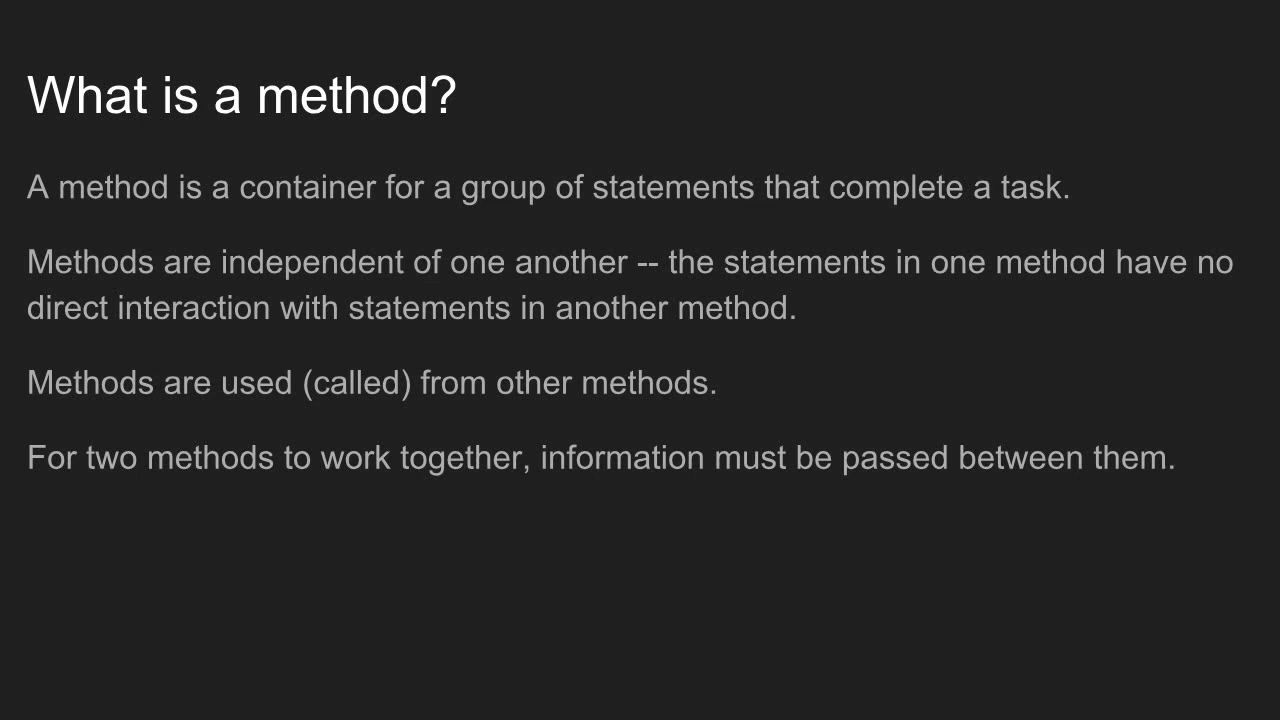 What is a method?
A method is a container for a group of statements that complete a task.
Methods are independent of one another -- the statements in one method have no
direct interaction with statements in another method.
Methods are used (called) from other methods.
For two methods to work together, information must be passed between them.